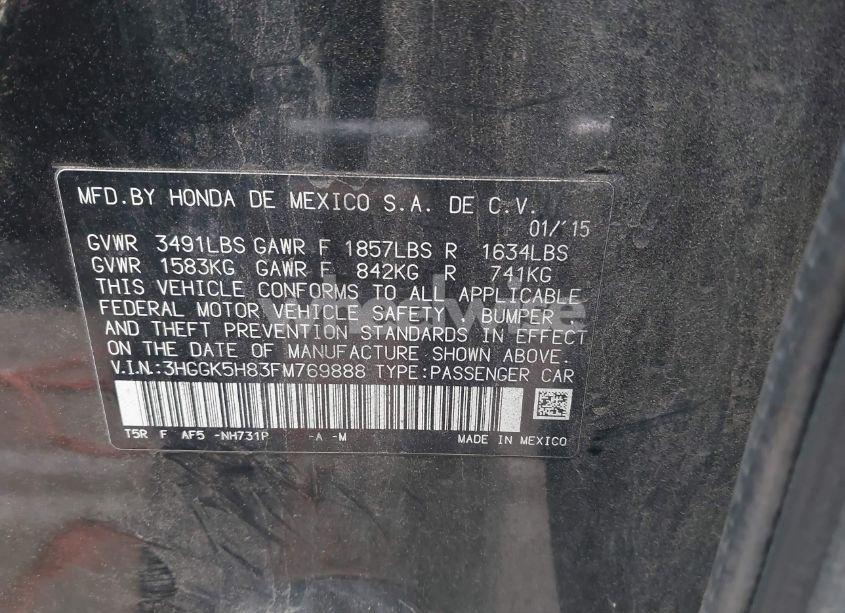 MFD.BY HONDA DE MEXICO S.A. DE C.V.
01/'15
GVWR 3491LBS GAWR F 1857LBS R 1634LBS
GVWR 1583KG GAWR F 842KG R 741KG
THIS VEHICLE CONFORMS TO ALL APPLICABLE
FEDERAL MOTOR VEHICLE SAFETY . BUMPER
AND THEFT PREVENTION STANDARDS IN EFFECT
ON THE DATE OF MANUFACTURE SHOWN ABOVE.
V.I.N.:3HGGK5H83FM769888 TYPE:PASSENGER CAR
T5R F AF5 -NH731P -A -M MADE IN MEXICO